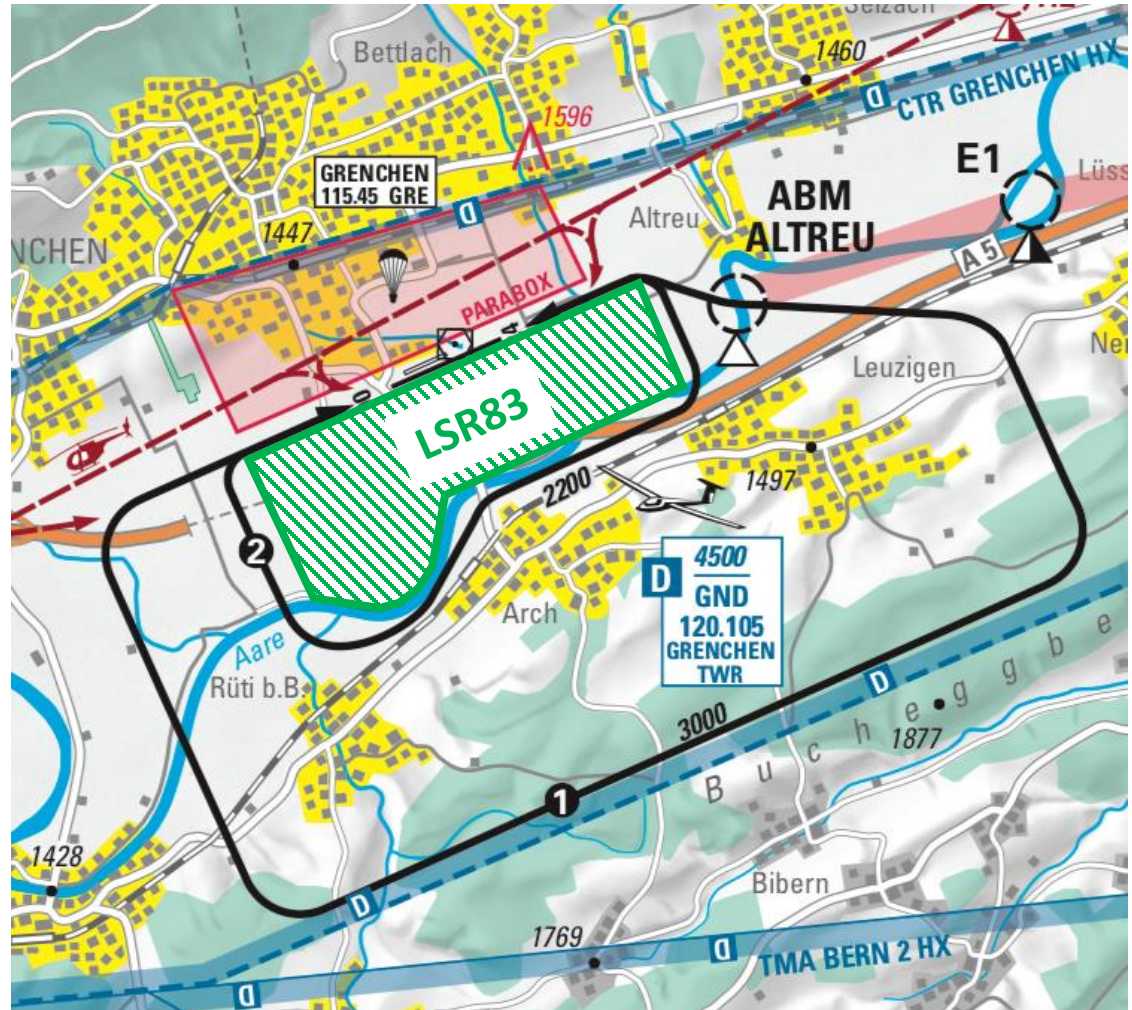 Selzach
Bettlach
1460
D
CTR GRENCHEN HX
1596
GRENCHEN
115.45 GRE
E1
Lüss
ABM
ALTREU
Altreu
D
1447
NCHEN
A 5
PARABOX
Leuzigen
LSR83
2200
1497
2
D
4500
GND
120.105
GRENCHEN
TWR
Arch
Aare
Rüti b.B.
D
3000
Bucheggbe
1877
1
1428
D
Bibern
1769
D
TMA BERN 2 HX
D